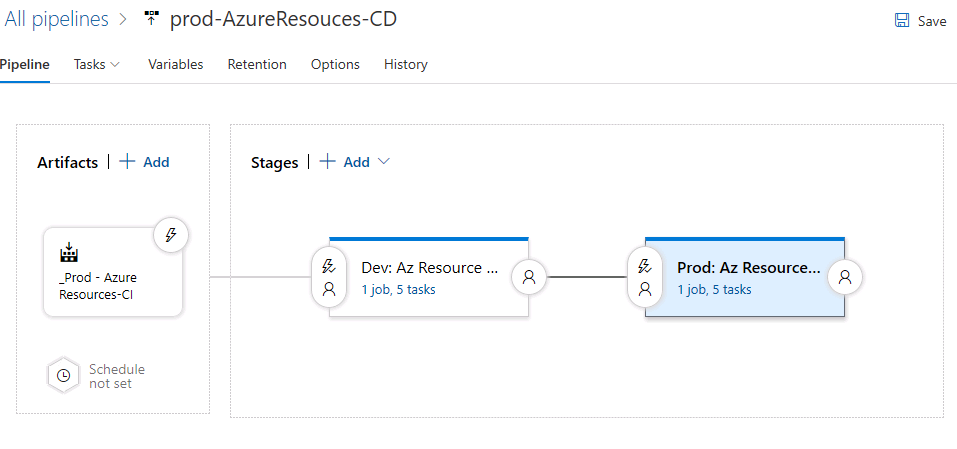 All pipelines > prod-AzureResouces-CD
Save
Pipeline Tasks Variables Retention Options History
Artifacts | + Add
Stages | + Add
_Prod - Azure
Resources-CI
Schedule
not set
Dev: Az Resource ...
1 job, 5 tasks
Prod: Az Resource...
1 job, 5 tasks